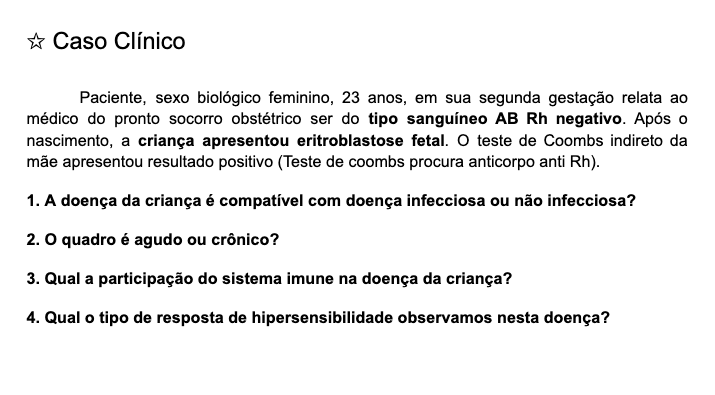 ☆ Caso Clínico
Paciente, sexo biológico feminino, 23 anos, em sua segunda gestação relata ao
médico do pronto socorro obstétrico ser do tipo sanguíneo AB Rh negativo. Após o
nascimento, a criança apresentou eritroblastose fetal. O teste de Coombs indireto da
mãe apresentou resultado positivo (Teste de coombs procura anticorpo anti Rh).
1. A doença da criança é compatível com doença infecciosa ou não infecciosa?
2. O quadro é agudo ou crônico?
3. Qual a participação do sistema imune na doença da criança?
4. Qual o tipo de resposta de hipersensibilidade observamos nesta doença?